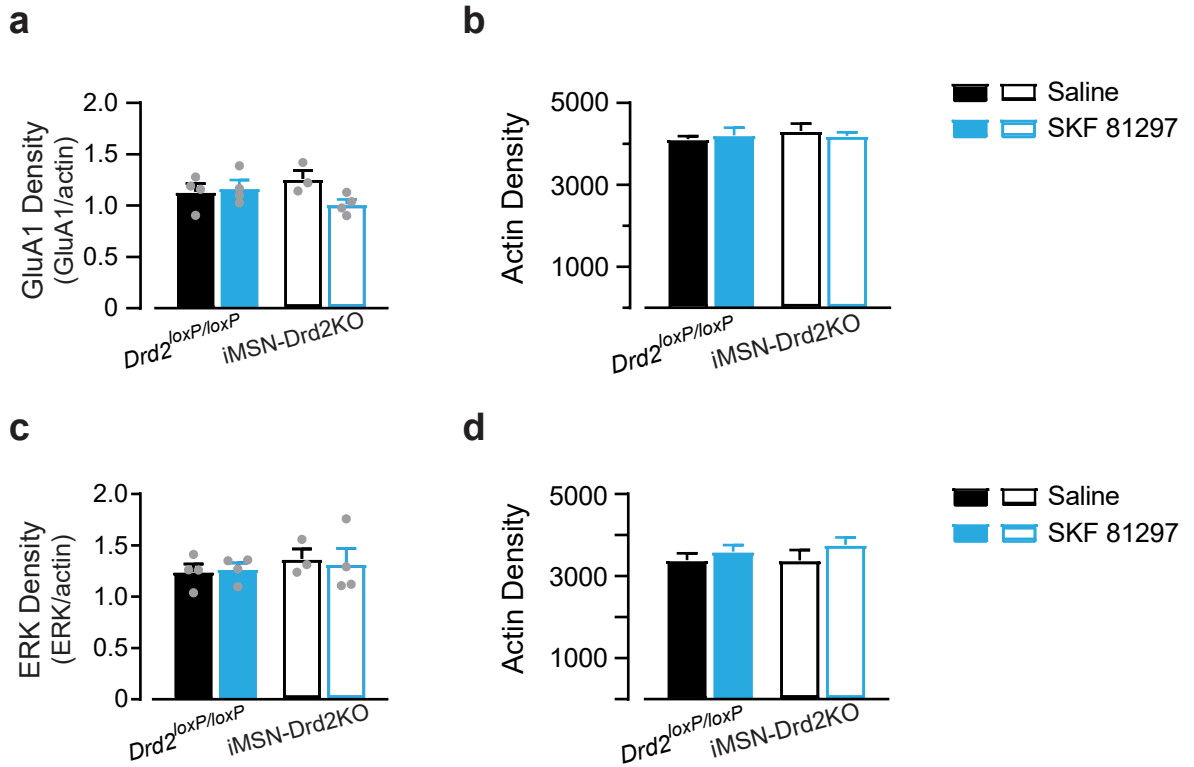 a
GluA1 Density
(GluA1/actin)
2.0
1.5
1.0
0.5
0
Drd2loxP/loxP
iMSN-Drd2KO
b
Actin Density
5000
3000
1000
Drd2loxP/loxP
iMSN-Drd2KO
Saline
SKF 81297
c
ERK Density
(ERK/actin)
2.0
1.5
1.0
0.5
0
Drd2loxP/loxP
iMSN-Drd2KO
d
Actin Density
5000
3000
1000
Drd2loxP/loxP
iMSN-Drd2KO
Saline
SKF 81297